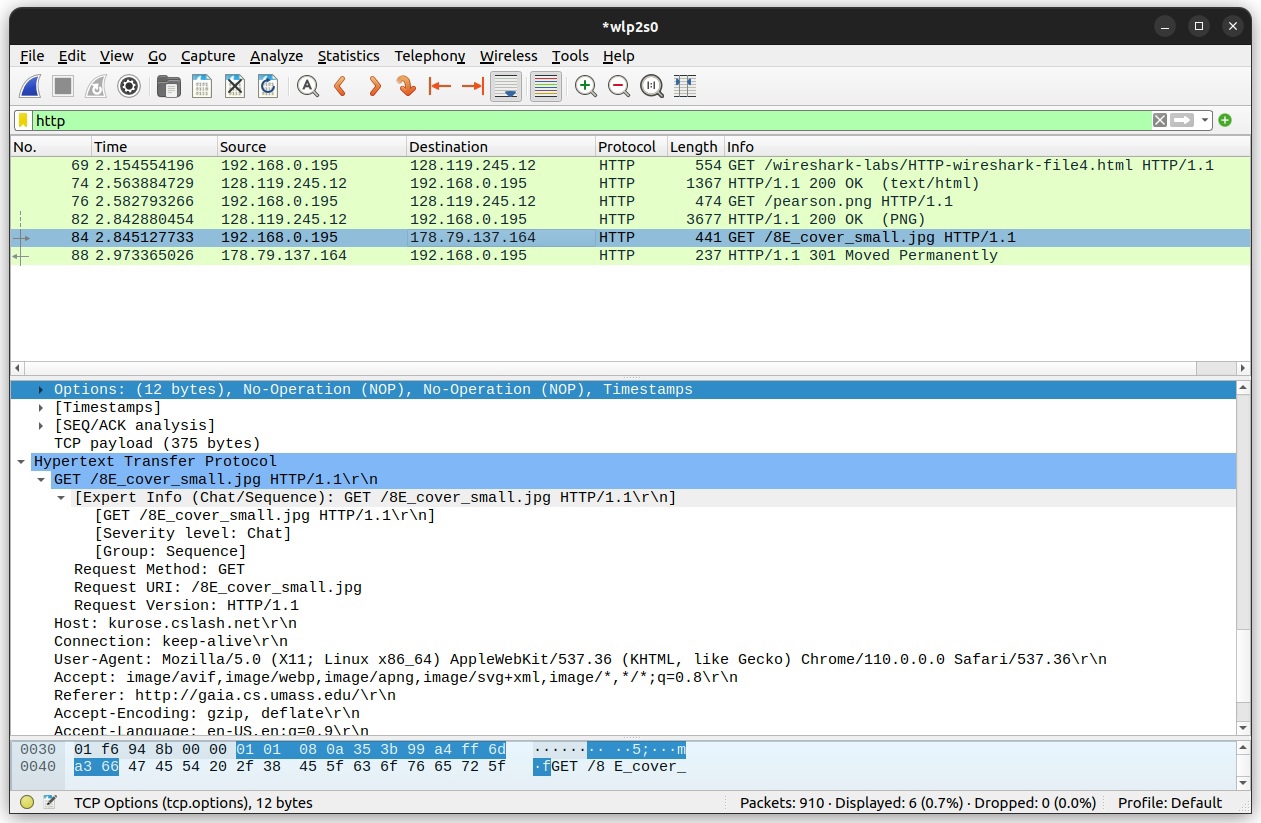 *wlp2s0
File Edit View Go Capture Analyze Statistics Telephony Wireless Tools Help
http
No. Time Source Destination Protocol Length Info
69 2.154554196 192.168.0.195 128.119.245.12 HTTP 554 GET /wireshark-labs/HTTP-wireshark-file4.html HTTP/1.1
74 2.563884729 128.119.245.12 192.168.0.195 HTTP 1367 HTTP/1.1 200 OK (text/html)
76 2.582793266 192.168.0.195 128.119.245.12 HTTP 474 GET /pearson.png HTTP/1.1
82 2.842880454 128.119.245.12 192.168.0.195 HTTP 3677 HTTP/1.1 200 OK (PNG)
84 2.845127733 192.168.0.195 178.79.137.164 HTTP 441 GET /8E_cover_small.jpg HTTP/1.1
88 2.973365026 178.79.137.164 192.168.0.195 HTTP 237 HTTP/1.1 301 Moved Permanently
Options: (12 bytes), No-Operation (NOP), No-Operation (NOP), Timestamps
[Timestamps]
[SEQ/ACK analysis]
TCP payload (375 bytes)
Hypertext Transfer Protocol
GET /8E_cover_small.jpg HTTP/1.1\r\n
[Expert Info (Chat/Sequence): GET /8E_cover_small.jpg HTTP/1.1\r\n]
[GET /8E_cover_small.jpg HTTP/1.1\r\n]
[Severity level: Chat]
[Group: Sequence]
Request Method: GET
Request URI: /8E_cover_small.jpg
Request Version: HTTP/1.1
Host: kurose.cslash.net\r\n
Connection: keep-alive\r\n
User-Agent: Mozilla/5.0 (X11; Linux x86_64) AppleWebKit/537.36 (KHTML, like Gecko) Chrome/110.0.0.0 Safari/537.36\r\n
Accept: image/avif,image/webp,image/apng,image/svg+xml,image/*,*/*;q=0.8\r\n
Referer: http://gaia.cs.umass.edu/\r\n
Accept-Encoding: gzip, deflate\r\n
Accept-Language: en-US,en;q=0.9\r\n
0030 01 f6 94 8b 00 00 01 01 08 0a 35 3b 99 a4 ff 6d ········ ··5;···m
0040 a3 66 47 45 54 20 2f 38 45 5f 63 6f 76 65 72 5f ·fGET /8 E_cover_
TCP Options (tcp.options), 12 bytes
Packets: 910 · Displayed: 6 (0.7%) · Dropped: 0 (0.0%)
Profile: Default